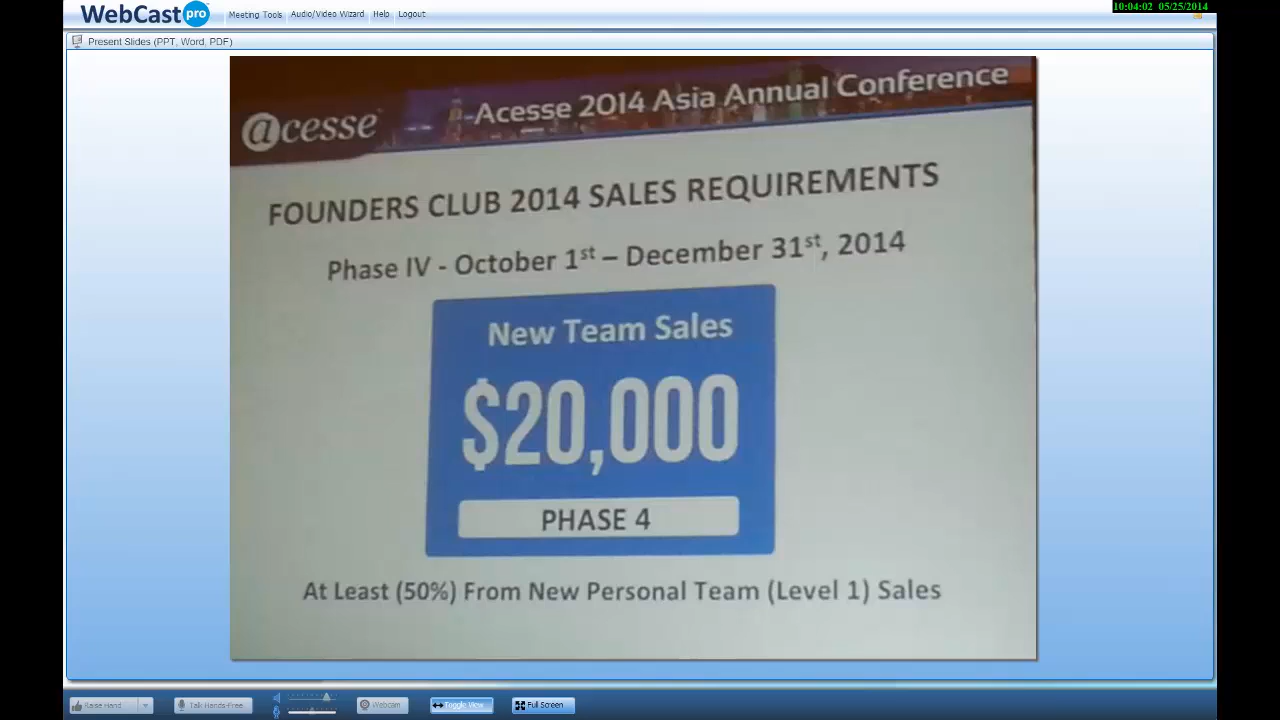 10:04:02 05/25/2014
WebCast pro
Meeting Tools Audio/Video Wizard Help Logout
Present Slides (PPT, Word, PDF)
@cesse
Acesse 2014 Asia Annual Conference
FOUNDERS CLUB 2014 SALES REQUIREMENTS
Phase IV - October 1st – December 31st, 2014
New Team Sales
$20,000
PHASE 4
At Least (50%) From New Personal Team (Level 1) Sales
Raise Hand Talk Hands-Free Webcam Toggle View Full Screen